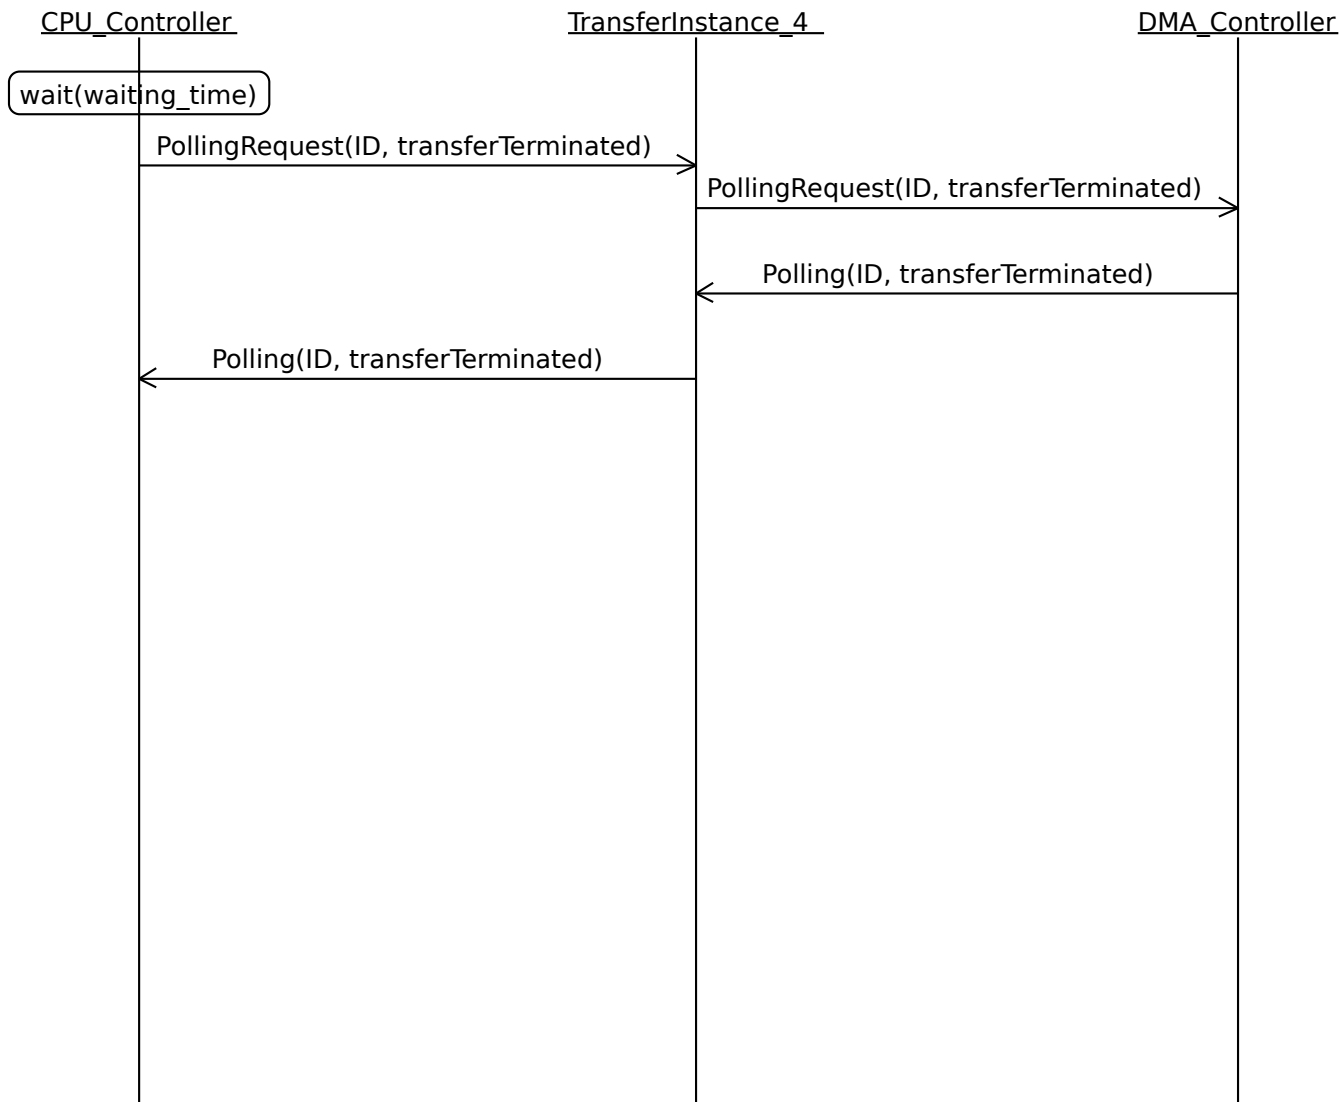 CPU_Controller
TransferInstance_4
DMA_Controller
wait(waiting_time)
PollingRequest(ID, transferTerminated)
PollingRequest(ID, transferTerminated)
Polling(ID, transferTerminated)
Polling(ID, transferTerminated)